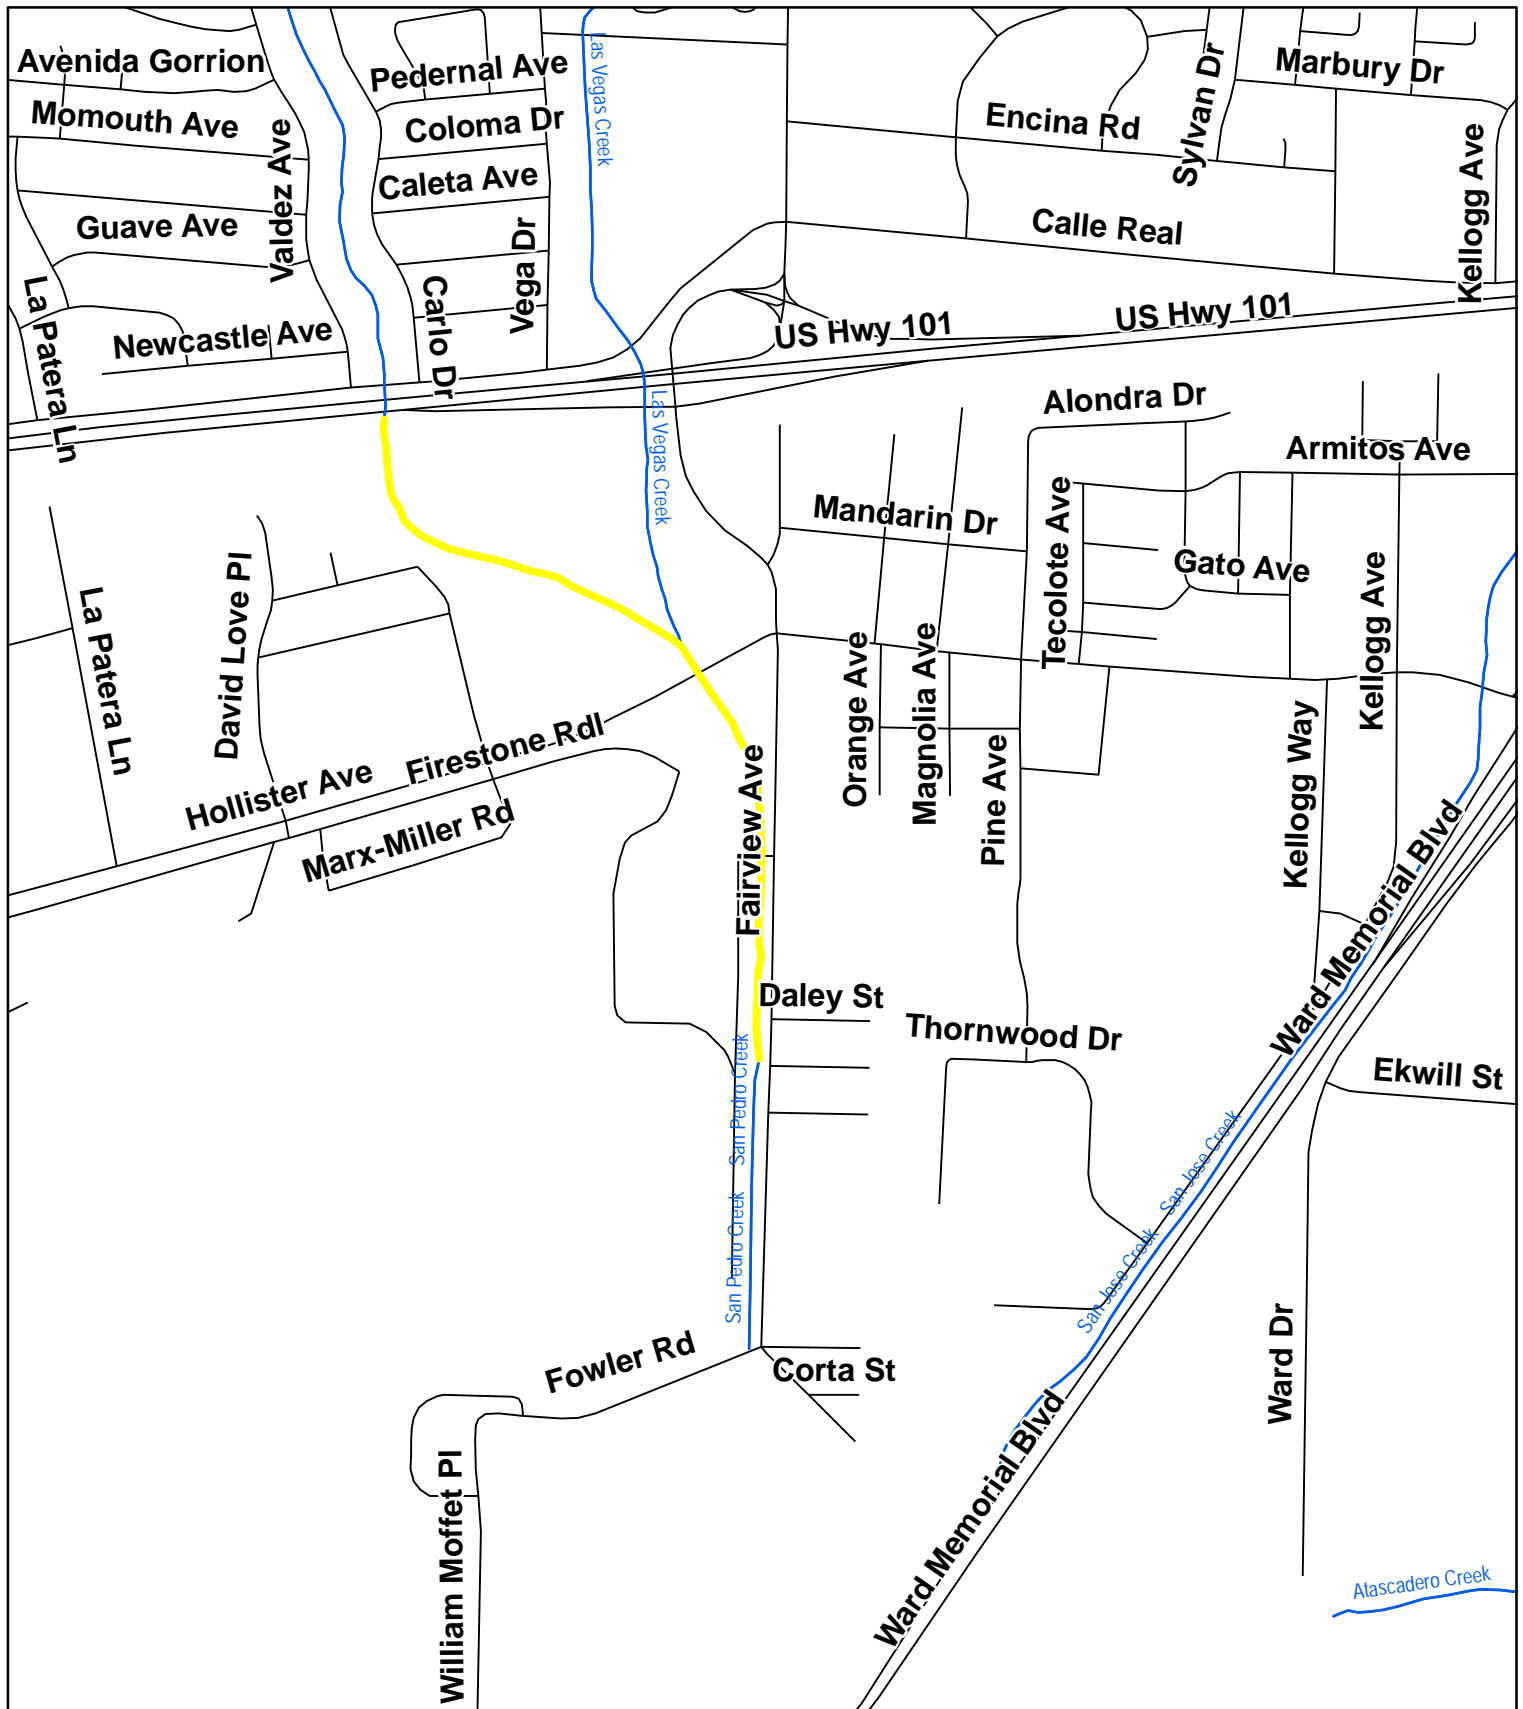 Avenida Gorrion
Pedernal Ave
Las Vegas Creek
Sylvan Dr
Marbury Dr
Momouth Ave
Coloma Dr
Encina Rd
Valdez Ave
Caleta Ave
Kellogg Ave
Guave Ave
Vega Dr
Calle Real
La Patera Ln
Carlo Dr
Newcastle Ave
US Hwy 101
US Hwy 101
Las Vegas Creek
Alondra Dr
Armitos Ave
Mandarin Dr
Tecolote Ave
Gato Ave
Kellogg Ave
La Patera Ln
David Love Pl
Orange Ave
Magnolia Ave
Pine Ave
Kellogg Way
Hollister Ave
Firestone Rdl
Marx-Miller Rd
Fairview Ave
Ward Memorial Blvd
Daley St
Thornwood Dr
Ekwill St
San Pedro Creek
San Pedro Creek
San Jose Creek
San Jose Creek
Fowler Rd
Corta St
Ward Dr
William Moffet Pl
Ward Memorial Blvd
Atascadero Creek